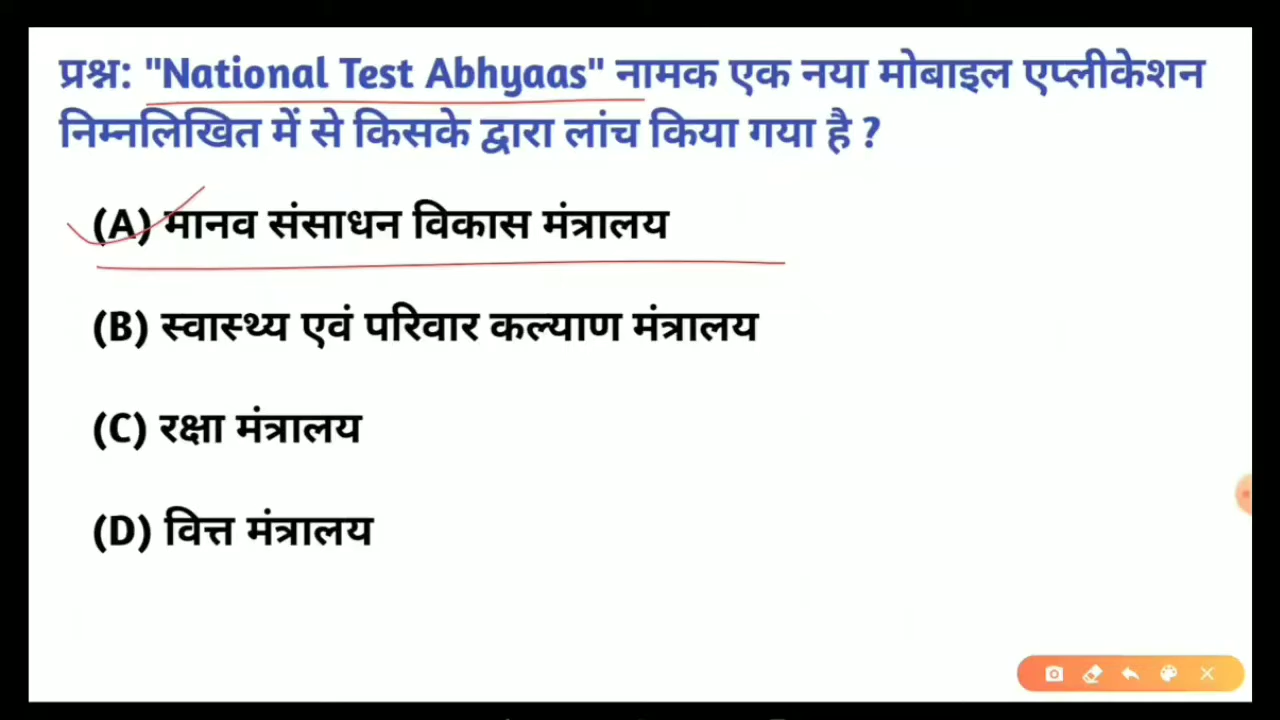 प्रश्न: "National Test Abhyaas" नामक एक नया मोबाइल एप्लीकेशन
निम्नलिखित में से किसके द्वारा लांच किया गया है ?
(A) मानव संसाधन विकास मंत्रालय
(B) स्वास्थ्य एवं परिवार कल्याण मंत्रालय
(C) रक्षा मंत्रालय
(D) वित्त मंत्रालय